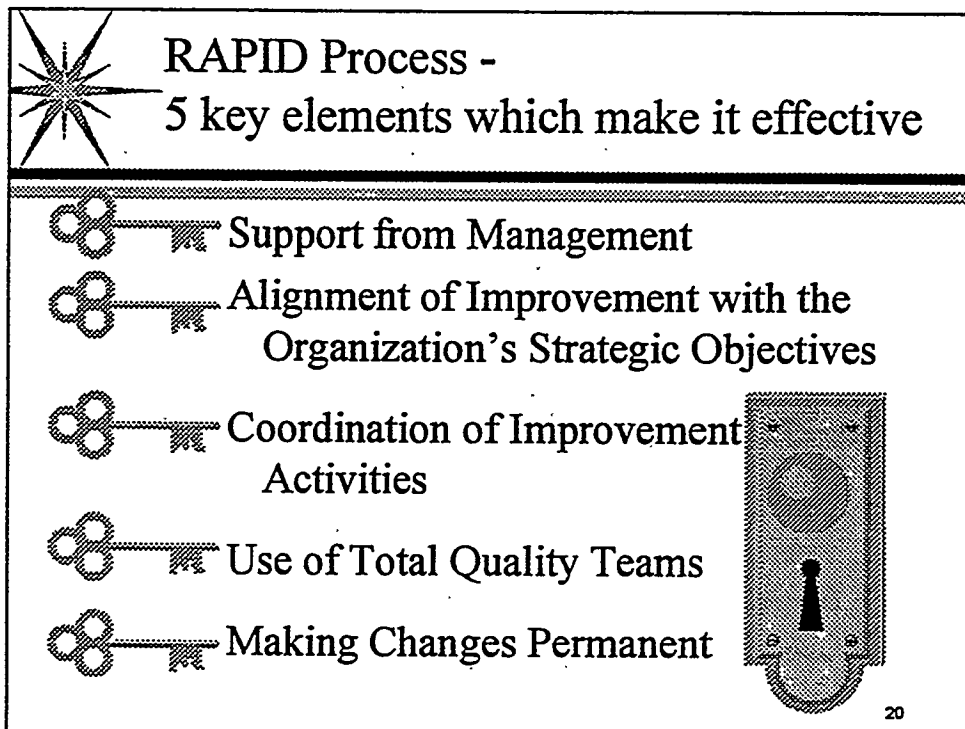 RAPID Process -
5 key elements which make it effective
Support from Management
Alignment of Improvement with the
Organization's Strategic Objectives
Coordination of Improvement
Activities
Use of Total Quality Teams
Making Changes Permanent
20